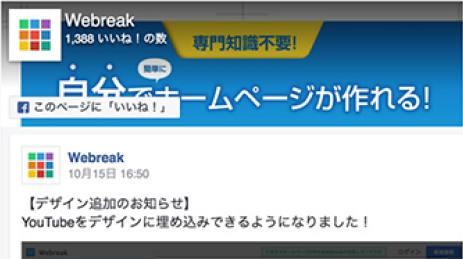 Webreak
1,388 いいね!の数
専門知識不要!
簡単に
自分でホームページが作れる!
このページに「いいね!」
Webreak
10月15日 16:50
【デザイン追加のお知らせ】
YouTubeをデザインに埋め込みできるようになりました!
Webreak
ログイン